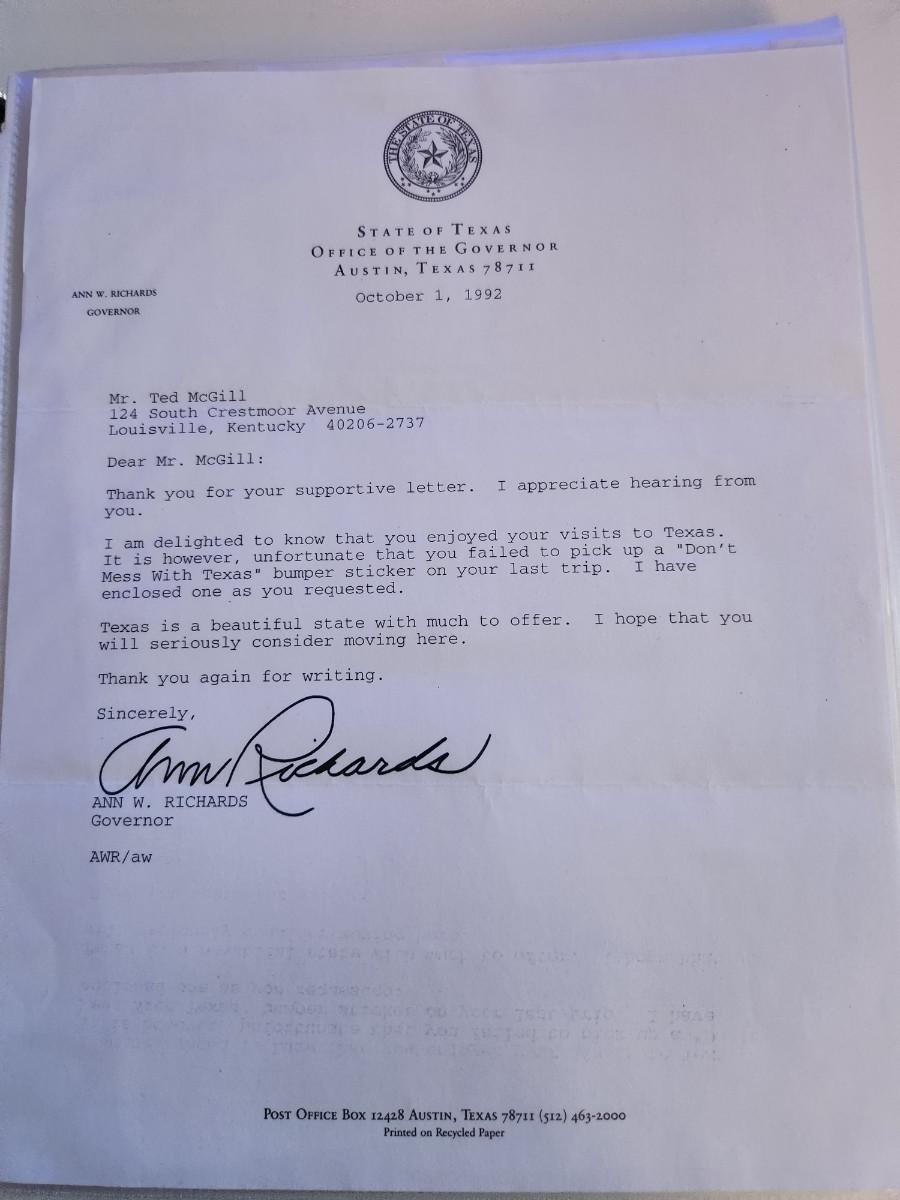 THE STATE OF TEXAS
STATE OF TEXAS
OFFICE OF THE GOVERNOR
AUSTIN, TEXAS 78711
ANN W. RICHARDS
GOVERNOR
October 1, 1992
Mr. Ted McGill
124 South Crestmoor Avenue
Louisville, Kentucky 40206-2737
Dear Mr. McGill:
Thank you for your supportive letter. I appreciate hearing from
you.
I am delighted to know that you enjoyed your visits to Texas.
It is however, unfortunate that you failed to pick up a "Don't
Mess With Texas" bumper sticker on your last trip. I have
enclosed one as you requested.
Texas is a beautiful state with much to offer. I hope that you
will seriously consider moving here.
Thank you again for writing.
Sincerely,
Ann Richards
ANN W. RICHARDS
Governor
AWR/aw
POST OFFICE BOX 12428 AUSTIN, TEXAS 78711 (512) 463-2000
Printed on Recycled Paper